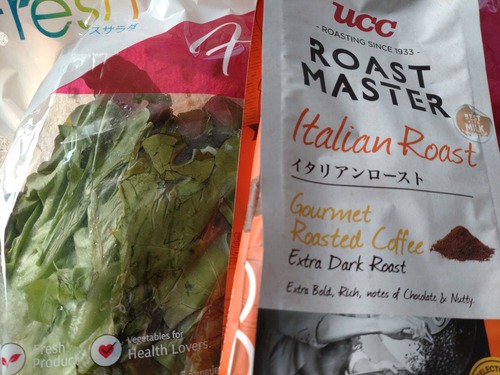 Fresh
スサラダ
Fresh
Product
Vegetables for
Health Lovers.
ucc
- ROASTING SINCE 1933 -
ROAST
MASTER
Italian Roast
イタリアンロースト
Gourmet
Roasted Coffee
Extra Dark Roast
Extra Bold, Rich, notes of Chocolate & Nutty.